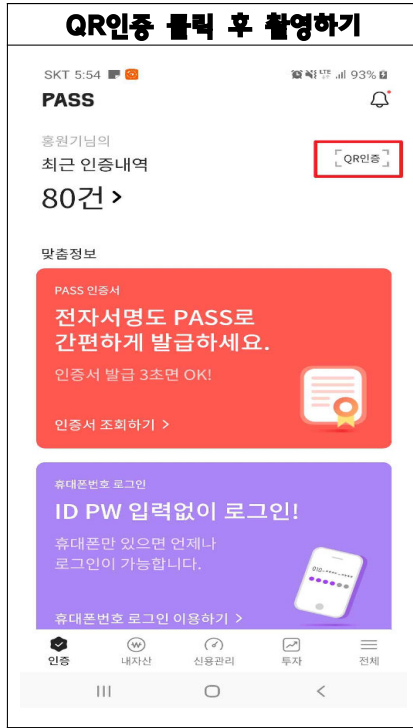 QR인증 클릭 후 촬영하기
SKT 5:54
LTE 93%
PASS
홍원기님의
최근 인증내역
QR인증
80건 >
맞춤정보
PASS 인증서
전자서명도 PASS로
간편하게 발급하세요.
인증서 발급 3초면 OK!
인증서 조회하기 >
휴대폰번호 로그인
ID PW 입력없이 로그인!
휴대폰만 있으면 언제나
로그인이 가능합니다.
010
휴대폰번호 로그인 이용하기 >
인증 내자산 신용관리 투자 전체